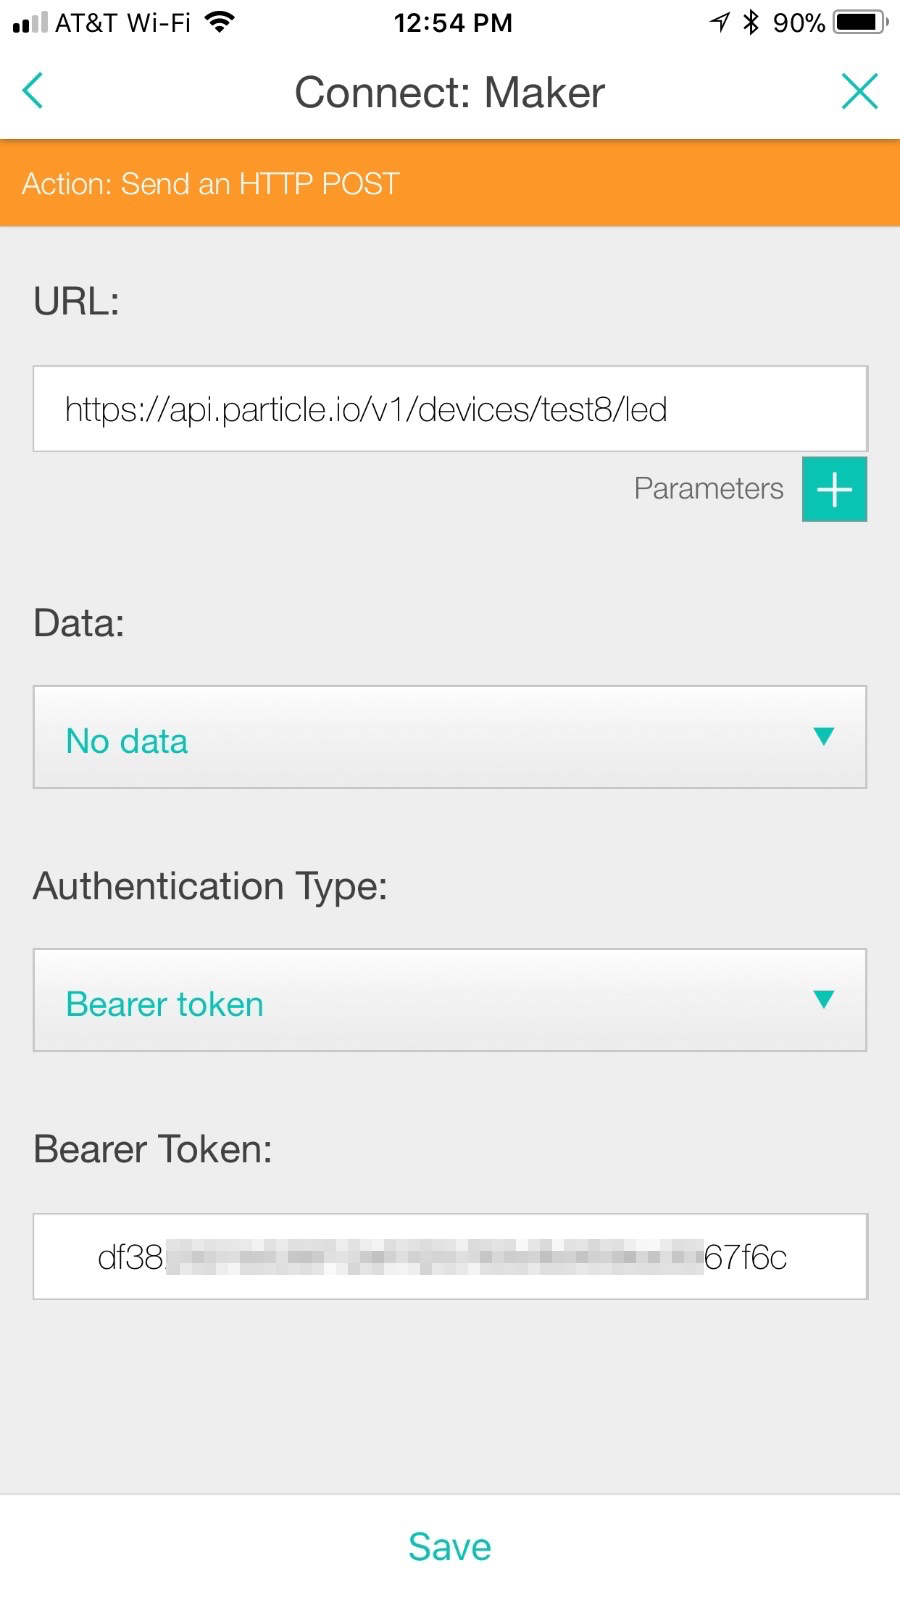 AT&T Wi-Fi 12:54 PM 90%
Connect: Maker
Action: Send an HTTP POST
URL:
https://api.particle.io/v1/devices/test8/led
Parameters
Data:
No data
Authentication Type:
Bearer token
Bearer Token:
df38 67f6c
Save